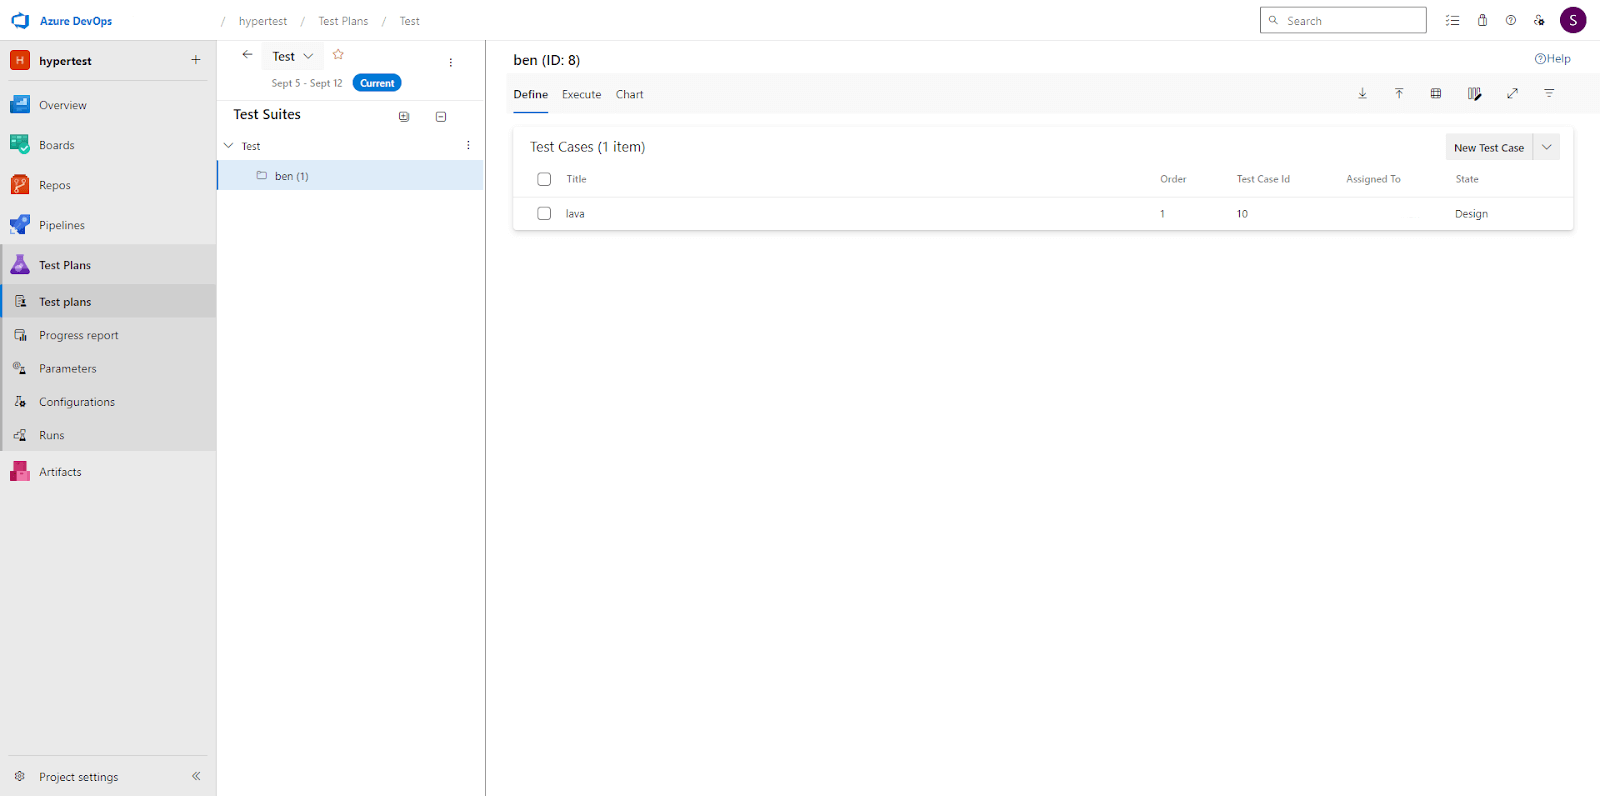 Azure DevOps / hypertest / Test Plans / Test Search S
H hypertest +
Overview
Boards
Repos
Pipelines
Test Plans
Test plans
Progress report
Parameters
Configurations
Runs
Artifacts
Project settings
Test
Sept 5 - Sept 12 Current
Test Suites
Test
ben (1)
ben (ID: 8) Help
Define Execute Chart
Test Cases (1 item) New Test Case
Title Order Test Case Id Assigned To State
lava 1 10 Design